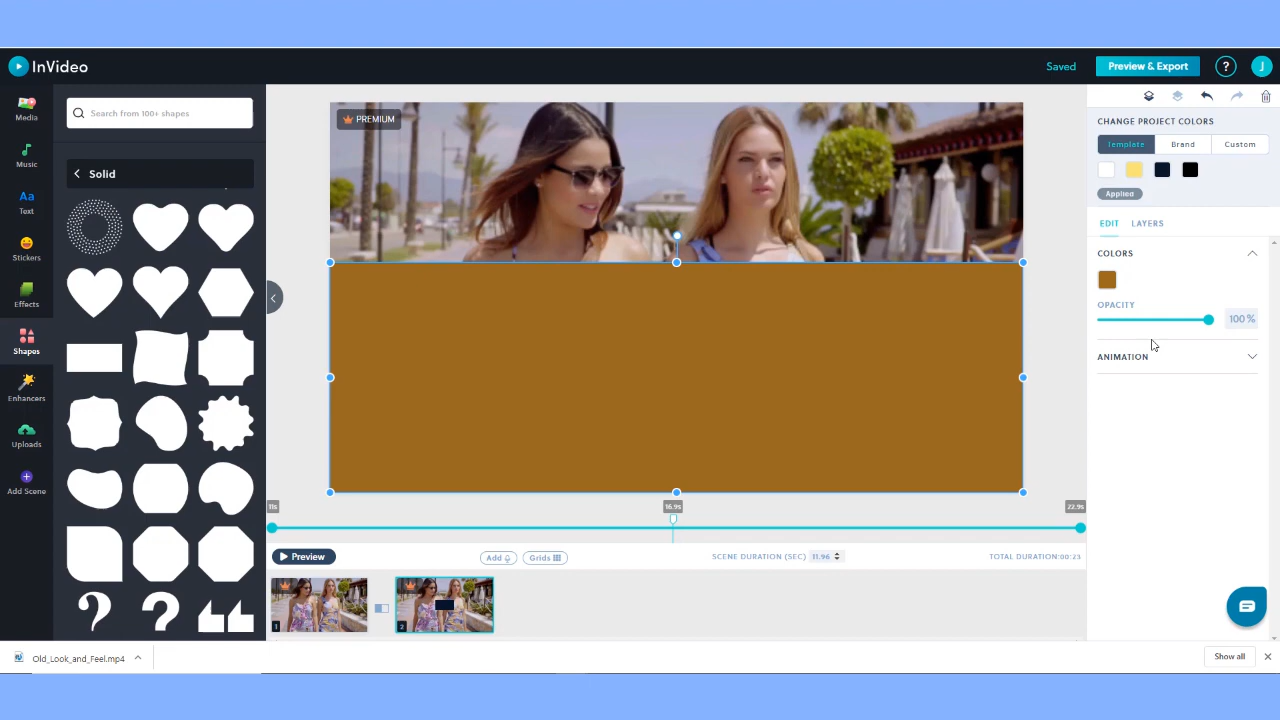 InVideo
Saved
Preview & Export
?
J
Media
Music
Aa
Text
Stickers
Effects
Shapes
Enhancers
Uploads
Add Scene
Search from 100+ shapes
Solid
PREMIUM
CHANGE PROJECT COLORS
Template
Brand
Custom
Applied
EDIT
LAYERS
COLORS
OPACITY
100 %
ANIMATION
11s
16.9s
22.9s
Preview
Add
Grids
SCENE DURATION (SEC)
11.96
TOTAL DURATION:00:23
1
2
Old_Look_and_Feel.mp4
Show all